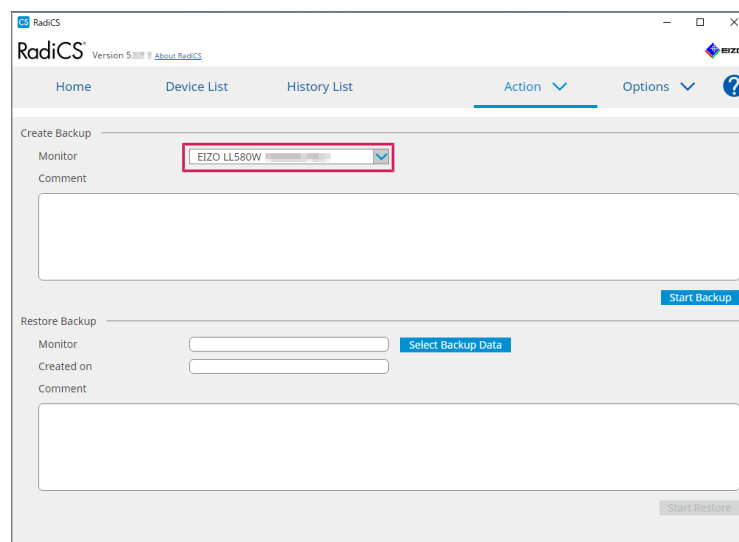 CS RadiCS
RadiCS Version 5. About RadiCS
Home Device List History List Action Options ?
Create Backup
Monitor EIZO LL580W
Comment
Start Backup
Restore Backup
Monitor Select Backup Data
Created on
Comment
Start Restore